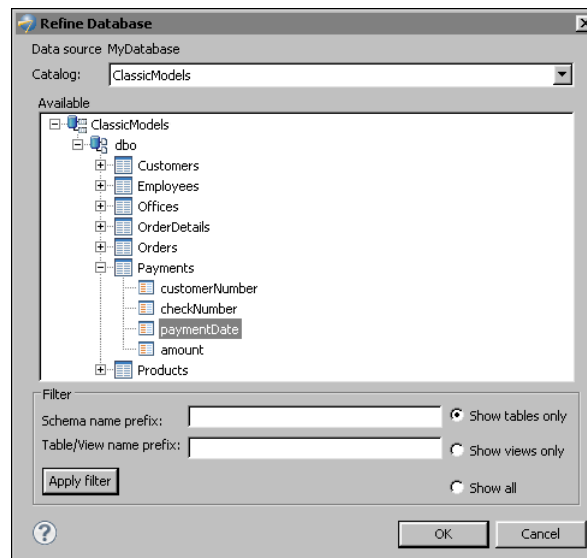 Refine Database
Data source MyDatabase
Catalog: ClassicModels
Available
ClassicModels
dbo
Customers
Employees
Offices
OrderDetails
Orders
Payments
customerNumber
checkNumber
paymentDate
amount
Products
Filter
Schema name prefix: Show tables only
Table/View name prefix: Show views only
Apply filter Show all
? OK Cancel